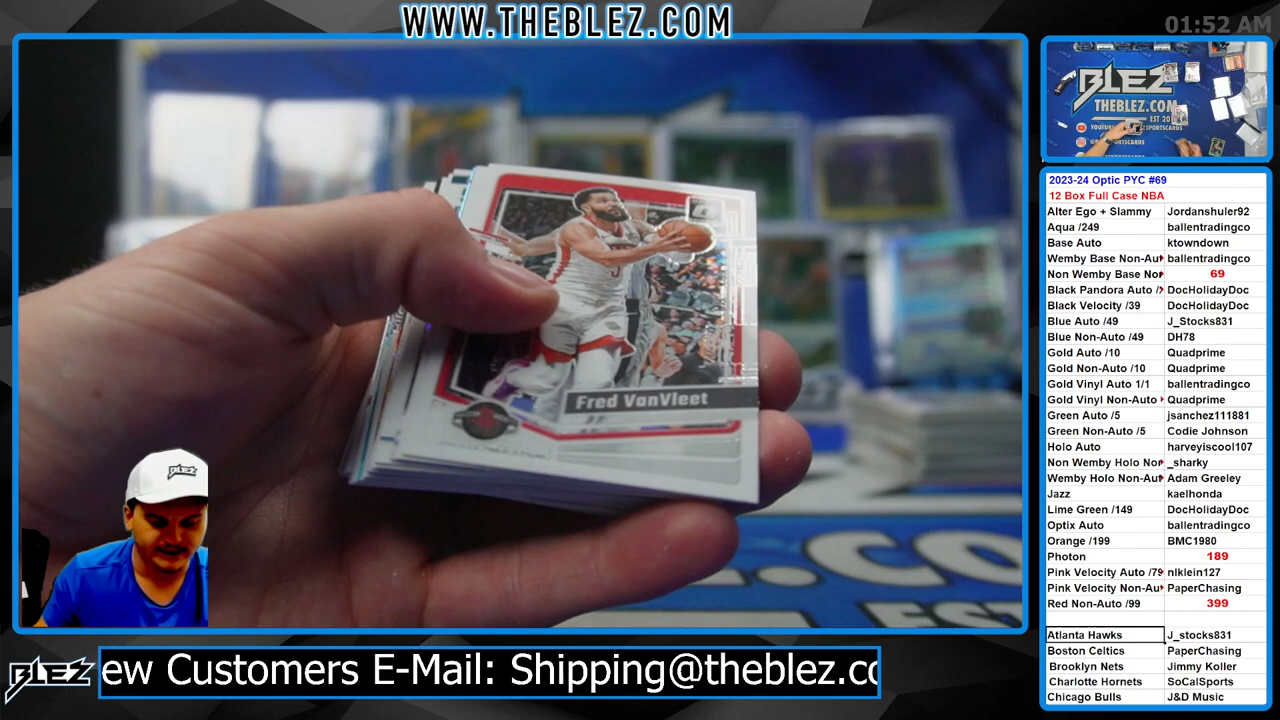 WWW.THEBLEZ.COM
01:52 AM
BLEZ
THEBLEZ.COM
Fred VanVleet
BLEZ
2023-24 Optic PYC #69
12 Box Full Case NBA
Alter Ego + Slammy Jordanshuler92
Aqua /249 ballentradingco
Base Auto ktowndown
Wemby Base Non-Au ballentradingco
Non Wemby Base Nor 69
Black Pandora Auto / DocHolidayDoc
Black Velocity /39 DocHolidayDoc
Blue Auto /49 J_Stocks831
Blue Non-Auto /49 DH78
Gold Auto /10 Quadprime
Gold Non-Auto /10 Quadprime
Gold Vinyl Auto 1/1 ballentradingco
Gold Vinyl Non-Auto Quadprime
Green Auto /5 jsanchez111881
Green Non-Auto /5 Codie Johnson
Holo Auto harveyiscool107
Non Wemby Holo Nor _sharky
Wemby Holo Non-Aut Adam Greeley
Jazz kaelhonda
Lime Green /149 DocHolidayDoc
Optix Auto ballentradingco
Orange /199 BMC1980
Photon 189
Pink Velocity Auto /79 nlklein127
Pink Velocity Non-Au PaperChasing
Red Non-Auto /99 399
Atlanta Hawks J_stocks831
Boston Celtics PaperChasing
Brooklyn Nets Jimmy Koller
Charlotte Hornets SoCalSports
Chicago Bulls J&D Music
BLEZ
ew Customers E-Mail: Shipping@theblez.co